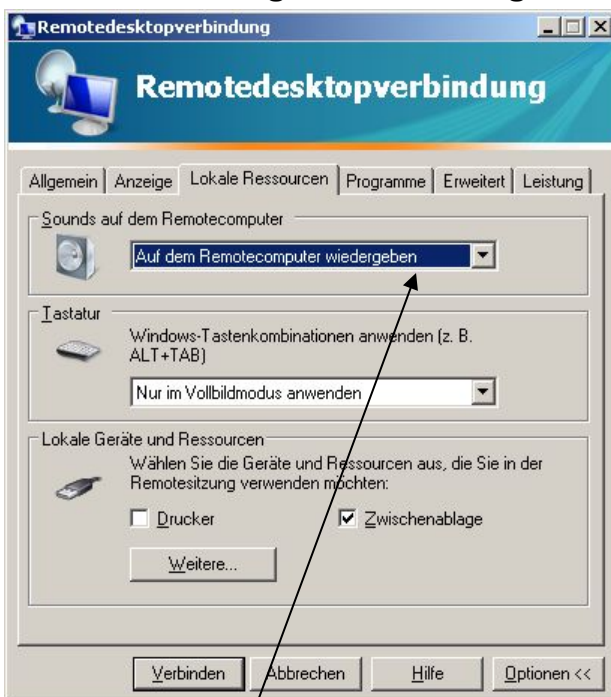 Remotedesktopverbindung
Remotedesktopverbindung
Allgemein Anzeige Lokale Ressourcen Programme Erweitert Leistung
Sounds auf dem Remotecomputer
Auf dem Remotecomputer wiedergeben
Tastatur
Windows-Tastenkombinationen anwenden (z. B.
ALT+TAB)
Nur im Vollbildmodus anwenden
Lokale Geräte und Ressourcen
Wählen Sie die Geräte und Ressourcen aus, die Sie in der
Remotesitzung verwenden möchten:
Drucker Zwischenablage
Weitere...
Verbinden Abbrechen Hilfe Optionen <<